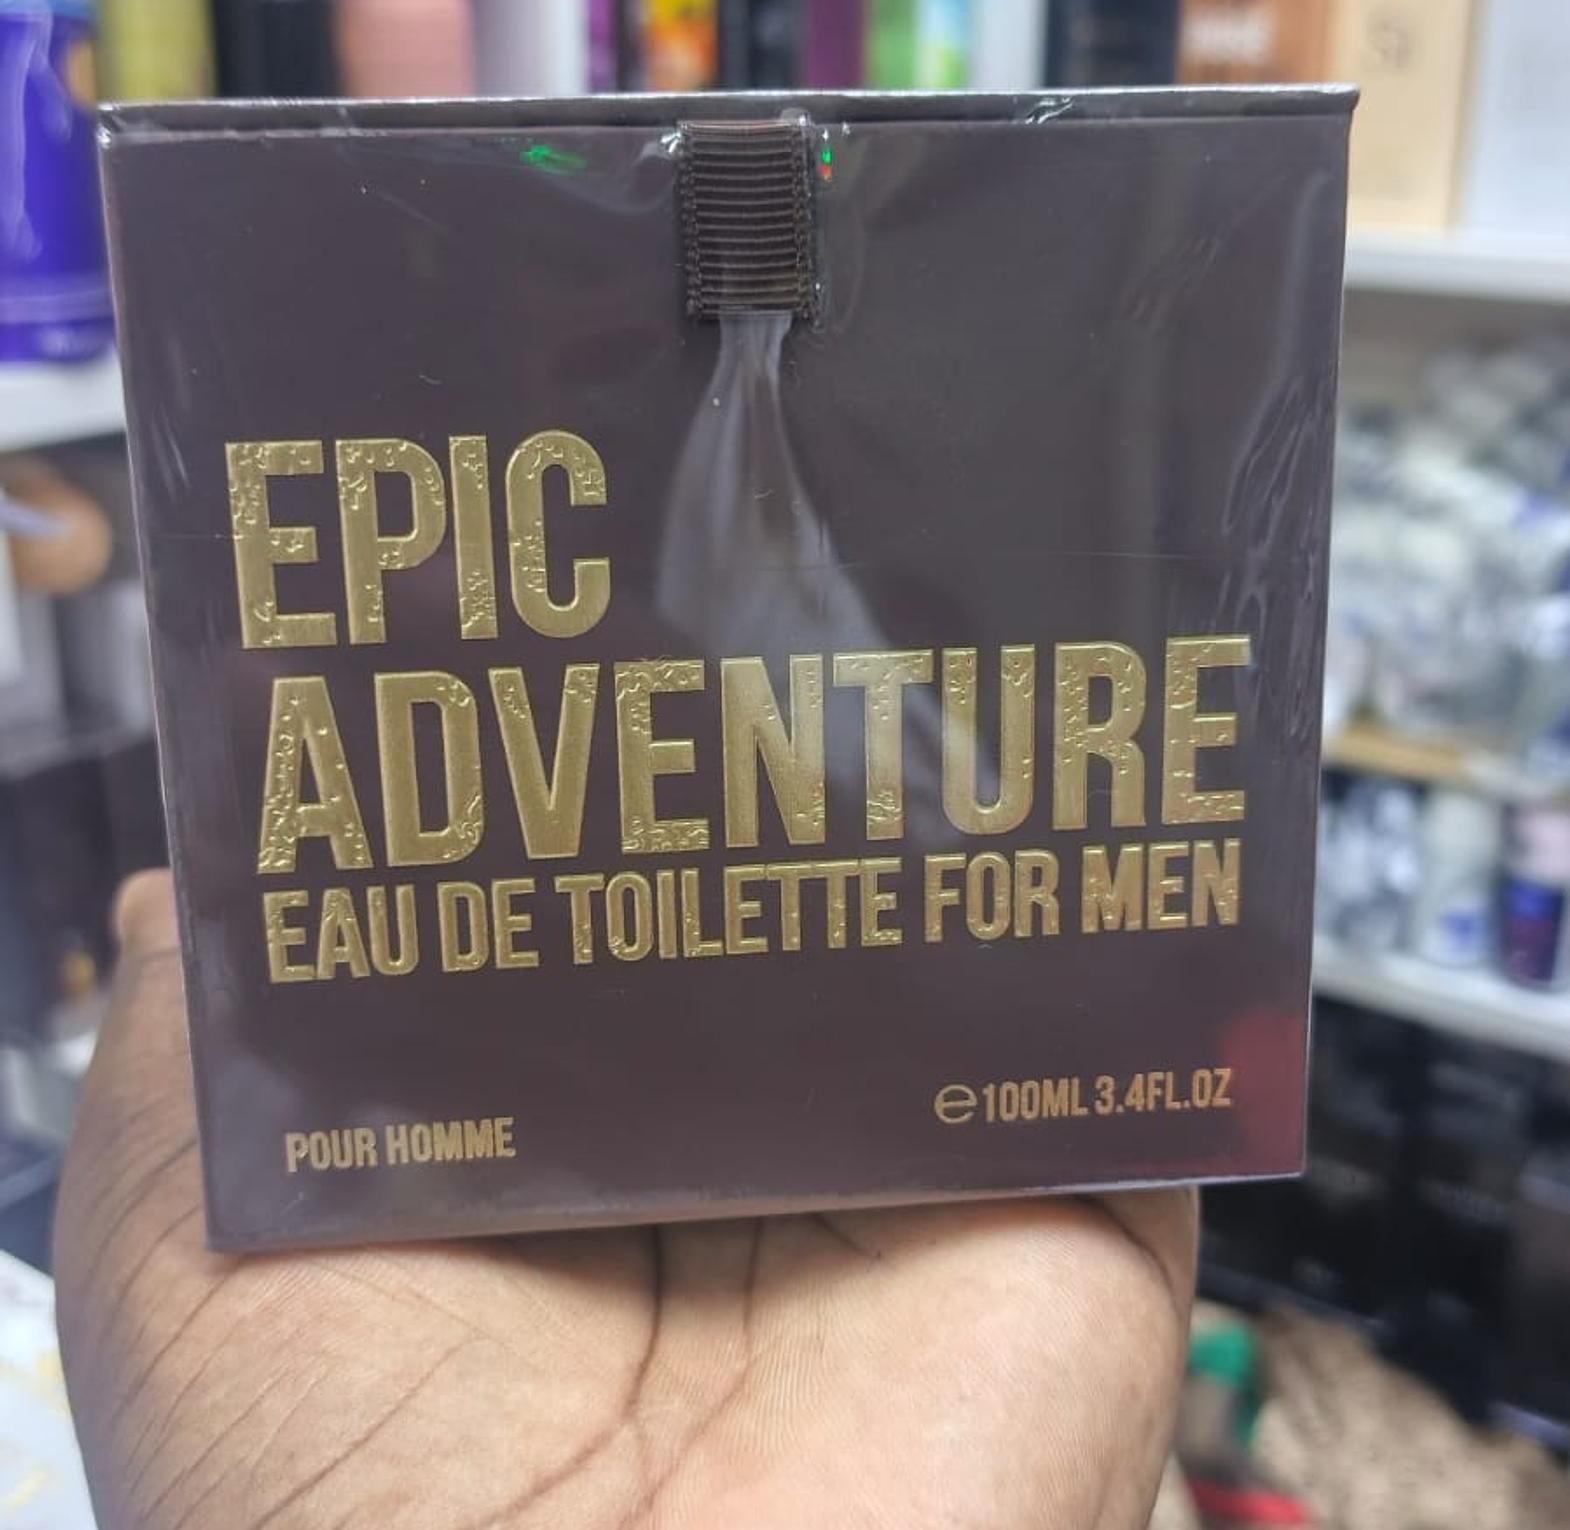 EPIC
ADVENTURE
EAU DE TOILETTE FOR MEN
POUR HOMME
℮100ML 3.4FL.OZ